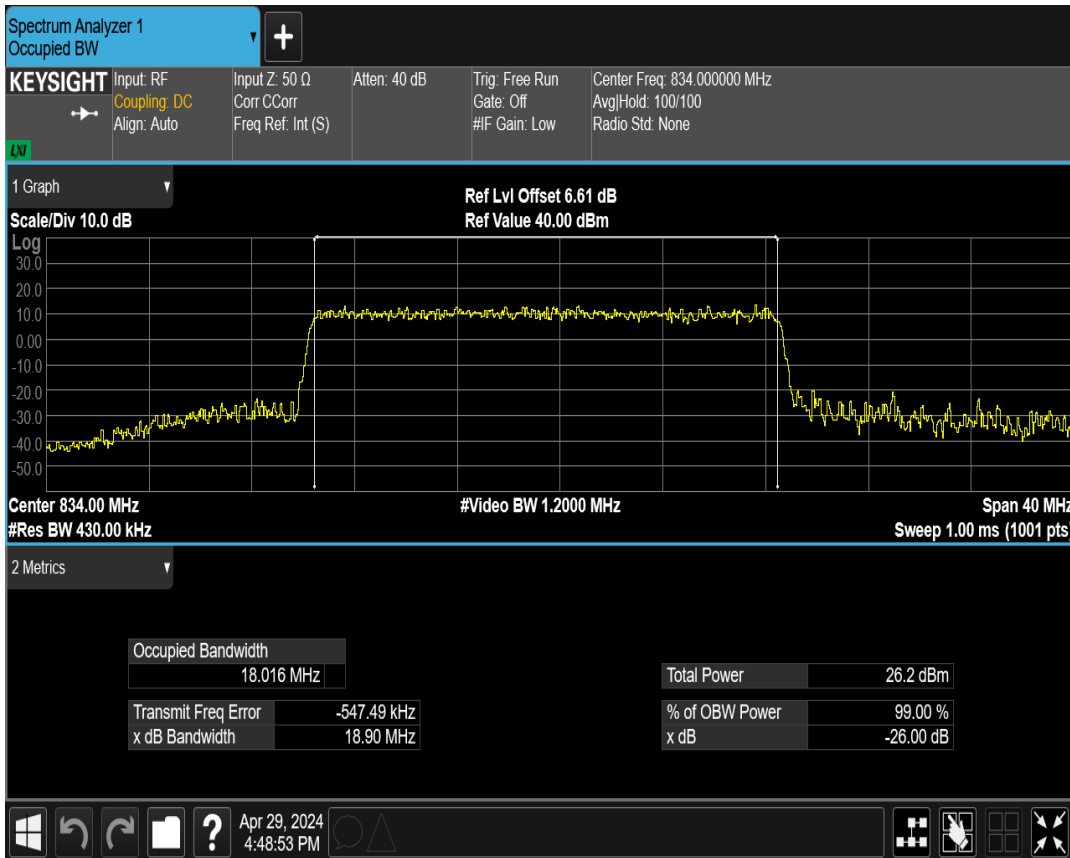 Spectrum Analyzer 1
Occupied BW
+
KEYSIGHT
LXI
Input: RF
Coupling: DC
Align: Auto
Input Z: 50 Ω
Corr CCorr
Freq Ref: Int (S)
Atten: 40 dB
Trig: Free Run
Gate: Off
#IF Gain: Low
Center Freq: 834.000000 MHz
Avg|Hold: 100/100
Radio Std: None
1 Graph
Scale/Div 10.0 dB
Ref Lvl Offset 6.61 dB
Ref Value 40.00 dBm
Log
30.0
20.0
10.0
0.00
-10.0
-20.0
-30.0
-40.0
-50.0
Center 834.00 MHz
#Video BW 1.2000 MHz
Span 40 MHz
#Res BW 430.00 kHz
Sweep 1.00 ms (1001 pts)
2 Metrics
Occupied Bandwidth
18.016 MHz
Transmit Freq Error -547.49 kHz
x dB Bandwidth 18.90 MHz
Total Power 26.2 dBm
% of OBW Power 99.00 %
x dB -26.00 dB
?
Apr 29, 2024
4:48:53 PM